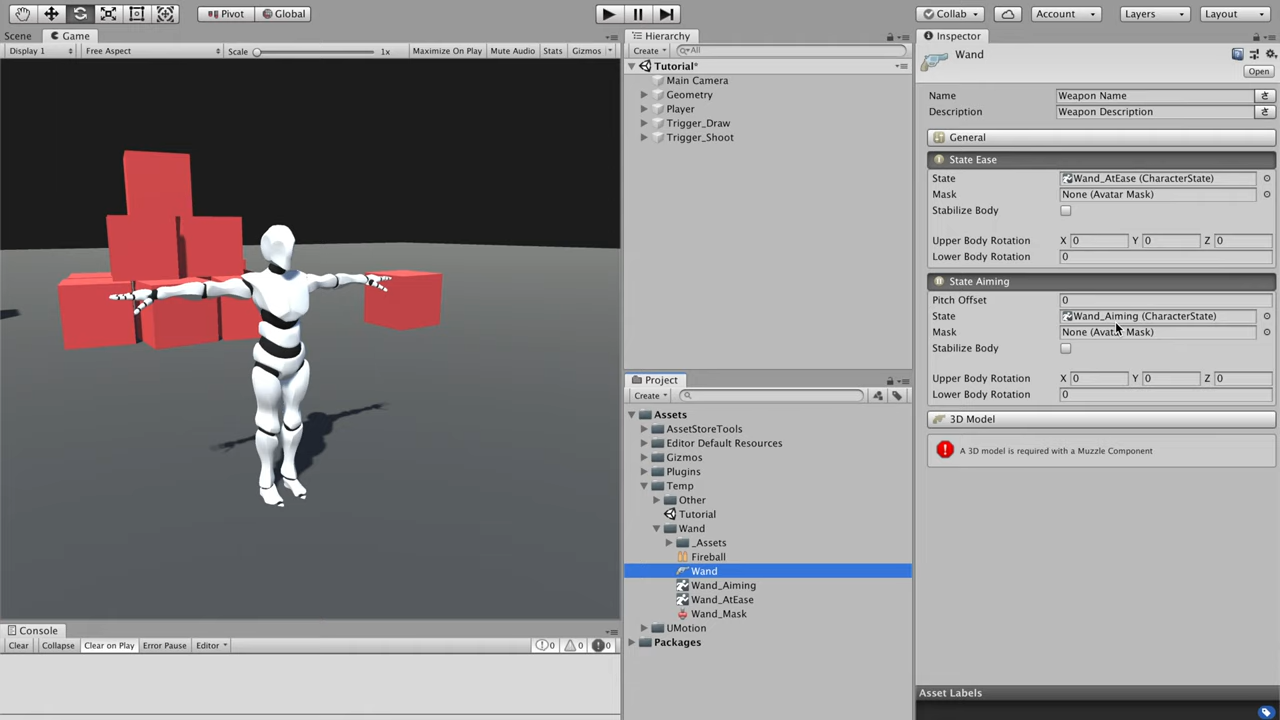 Pivot
Global
Collab
Account
Layers
Layout
Scene
Game
Display 1
Free Aspect
Scale
1x
Maximize On Play
Mute Audio
Stats
Gizmos
Console
Clear
Collapse
Clear on Play
Error Pause
Editor
0
0
0
Hierarchy
Create
All
Tutorial*
Main Camera
Geometry
Player
Trigger_Draw
Trigger_Shoot
Project
Create
Assets
AssetStoreTools
Editor Default Resources
Gizmos
Plugins
Temp
Other
Tutorial
Wand
_Assets
Fireball
Wand
Wand_Aiming
Wand_AtEase
Wand_Mask
UMotion
Packages
Inspector
Wand
Open
Name Weapon Name
Description Weapon Description
General
State Ease
State Wand_AtEase (CharacterState)
Mask None (Avatar Mask)
Stabilize Body
Upper Body Rotation X 0 Y 0 Z 0
Lower Body Rotation 0
State Aiming
Pitch Offset 0
State Wand_Aiming (CharacterState)
Mask None (Avatar Mask)
Stabilize Body
Upper Body Rotation X 0 Y 0 Z 0
Lower Body Rotation 0
3D Model
A 3D model is required with a Muzzle Component
Asset Labels